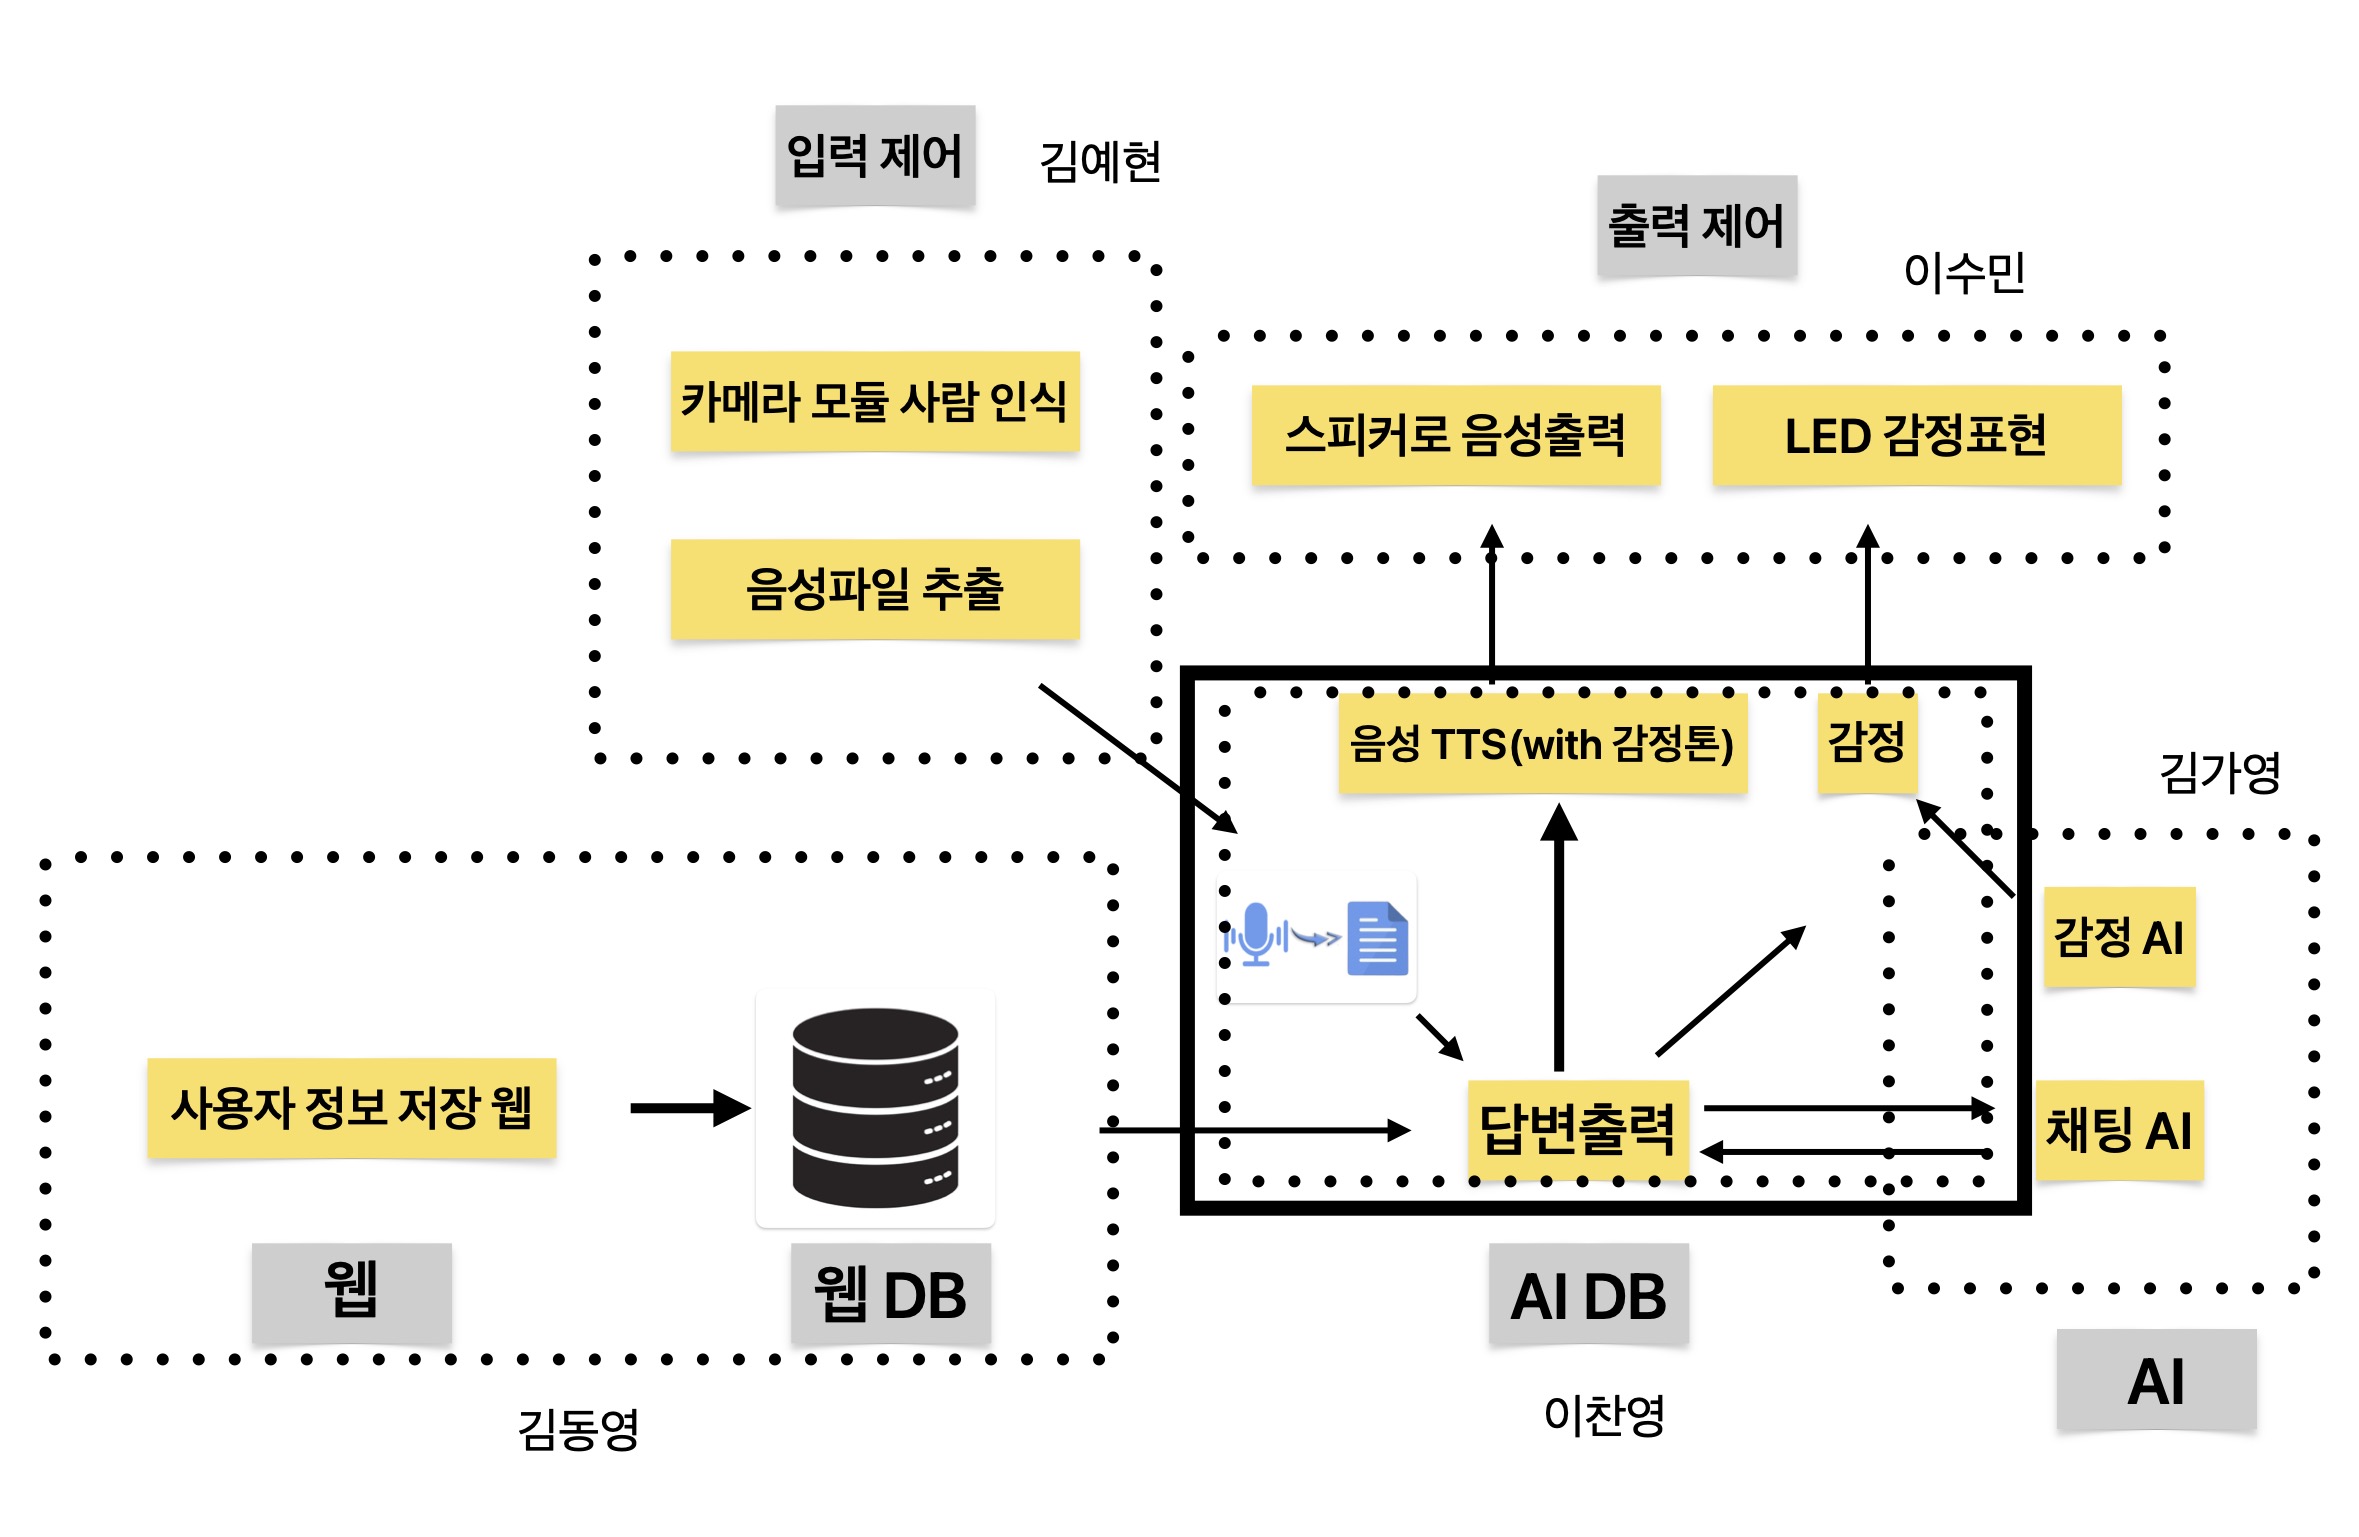 입력 제어
김예현
출력 제어
이수민
카메라 모듈 사람 인식
스피커로 음성출력
LED 감정표현
음성파일 추출
음성 TTS(with 감정톤)
감정
김가영
감정 AI
사용자 정보 저장 웹
답변출력
채팅 AI
웹
웹 DB
AI DB
AI
김동영
이찬영